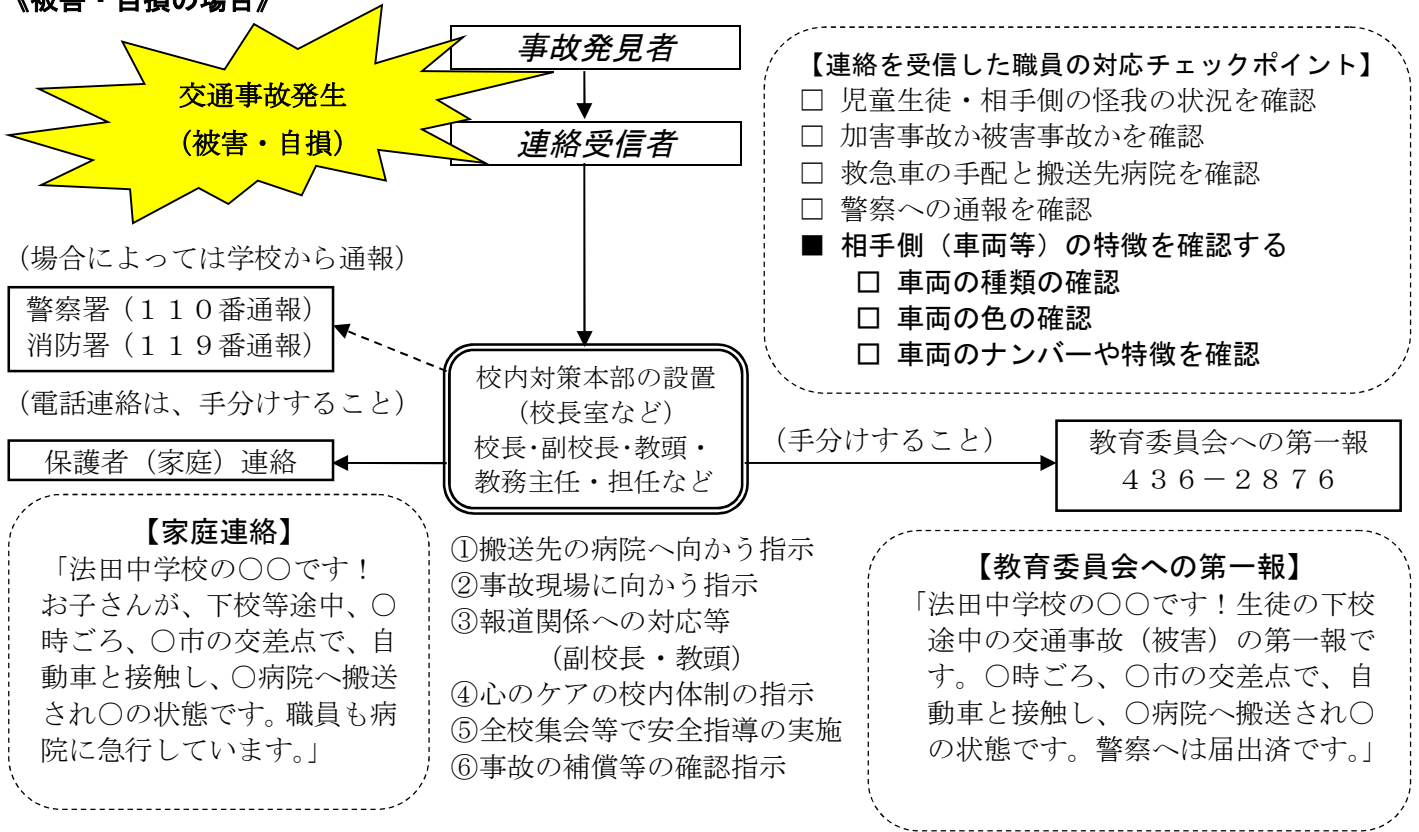 《被害・自損の場合》
交通事故発生
(被害・自損)
事故発見者
連絡受信者
【連絡を受信した職員の対応チェックポイント】
□ 児童生徒・相手側の怪我の状況を確認
□ 加害事故か被害事故かを確認
□ 救急車の手配と搬送先病院を確認
□ 警察への通報を確認
■ 相手側（車両等）の特徴を確認する
□ 車両の種類の確認
□ 車両の色の確認
□ 車両のナンバーや特徴を確認
（場合によっては学校から通報）
警察署（１１０番通報）
消防署（１１９番通報）
（電話連絡は、手分けすること）
保護者（家庭）連絡
校内対策本部の設置
（校長室など）
校長・副校長・教頭・
教務主任・担任など
（手分けすること）
教育委員会への第一報
４３６－２８７６
【家庭連絡】
「法田中学校の〇〇です！
お子さんが、下校等途中、〇
時ごろ、〇市の交差点で、自
動車と接触し、〇病院へ搬送
され〇の状態です。職員も病
院に急行しています。」
①搬送先の病院へ向かう指示
②事故現場に向かう指示
③報道関係への対応等
（副校長・教頭）
④心のケアの校内体制の指示
⑤全校集会等で安全指導の実施
⑥事故の補償等の確認指示
【教育委員会への第一報】
「法田中学校の〇〇です！生徒の下校
途中の交通事故（被害）の第一報で
す。〇時ごろ、〇市の交差点で、自
動車と接触し、〇病院へ搬送され〇
の状態です。警察へは届出済です。」